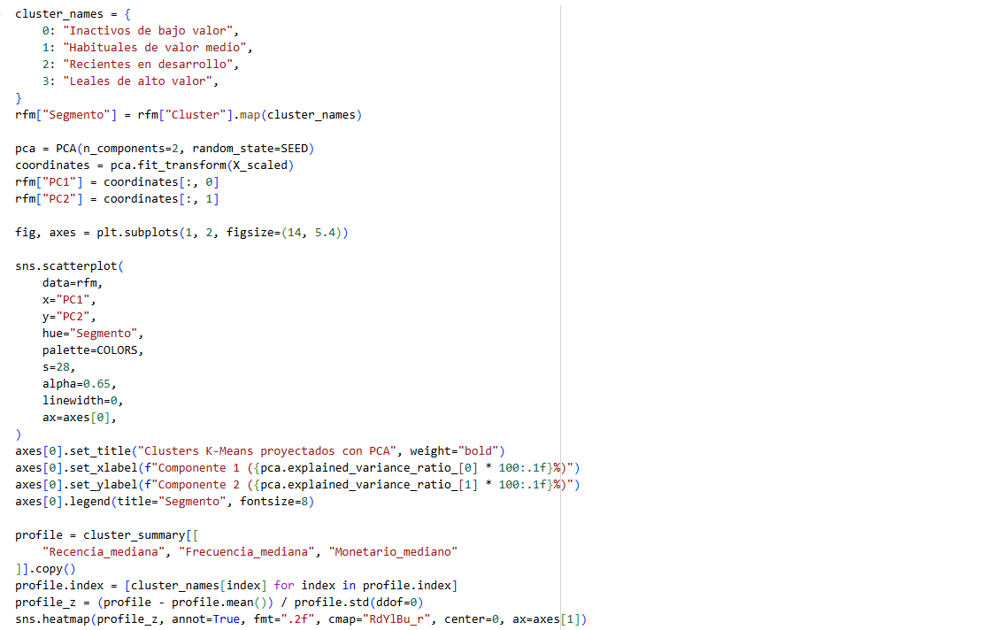 cluster_names = {
    0: "Inactivos de bajo valor",
    1: "Habituales de valor medio",
    2: "Recientes en desarrollo",
    3: "Leales de alto valor",
}
rfm["Segmento"] = rfm["Cluster"].map(cluster_names)

pca = PCA(n_components=2, random_state=SEED)
coordinates = pca.fit_transform(X_scaled)
rfm["PC1"] = coordinates[:, 0]
rfm["PC2"] = coordinates[:, 1]

fig, axes = plt.subplots(1, 2, figsize=(14, 5.4))

sns.scatterplot(
    data=rfm,
    x="PC1",
    y="PC2",
    hue="Segmento",
    palette=COLORS,
    s=28,
    alpha=0.65,
    linewidth=0,
    ax=axes[0],
)
axes[0].set_title("Clusters K-Means proyectados con PCA", weight="bold")
axes[0].set_xlabel(f"Componente 1 ({pca.explained_variance_ratio_[0] * 100:.1f}%)")
axes[0].set_ylabel(f"Componente 2 ({pca.explained_variance_ratio_[1] * 100:.1f}%)")
axes[0].legend(title="Segmento", fontsize=8)

profile = cluster_summary[[
    "Recencia_mediana", "Frecuencia_mediana", "Monetario_mediano"
]].copy()
profile.index = [cluster_names[index] for index in profile.index]
profile_z = (profile - profile.mean()) / profile.std(ddof=0)
sns.heatmap(profile_z, annot=True, fmt=".2f", cmap="RdYlBu_r", center=0, ax=axes[1])